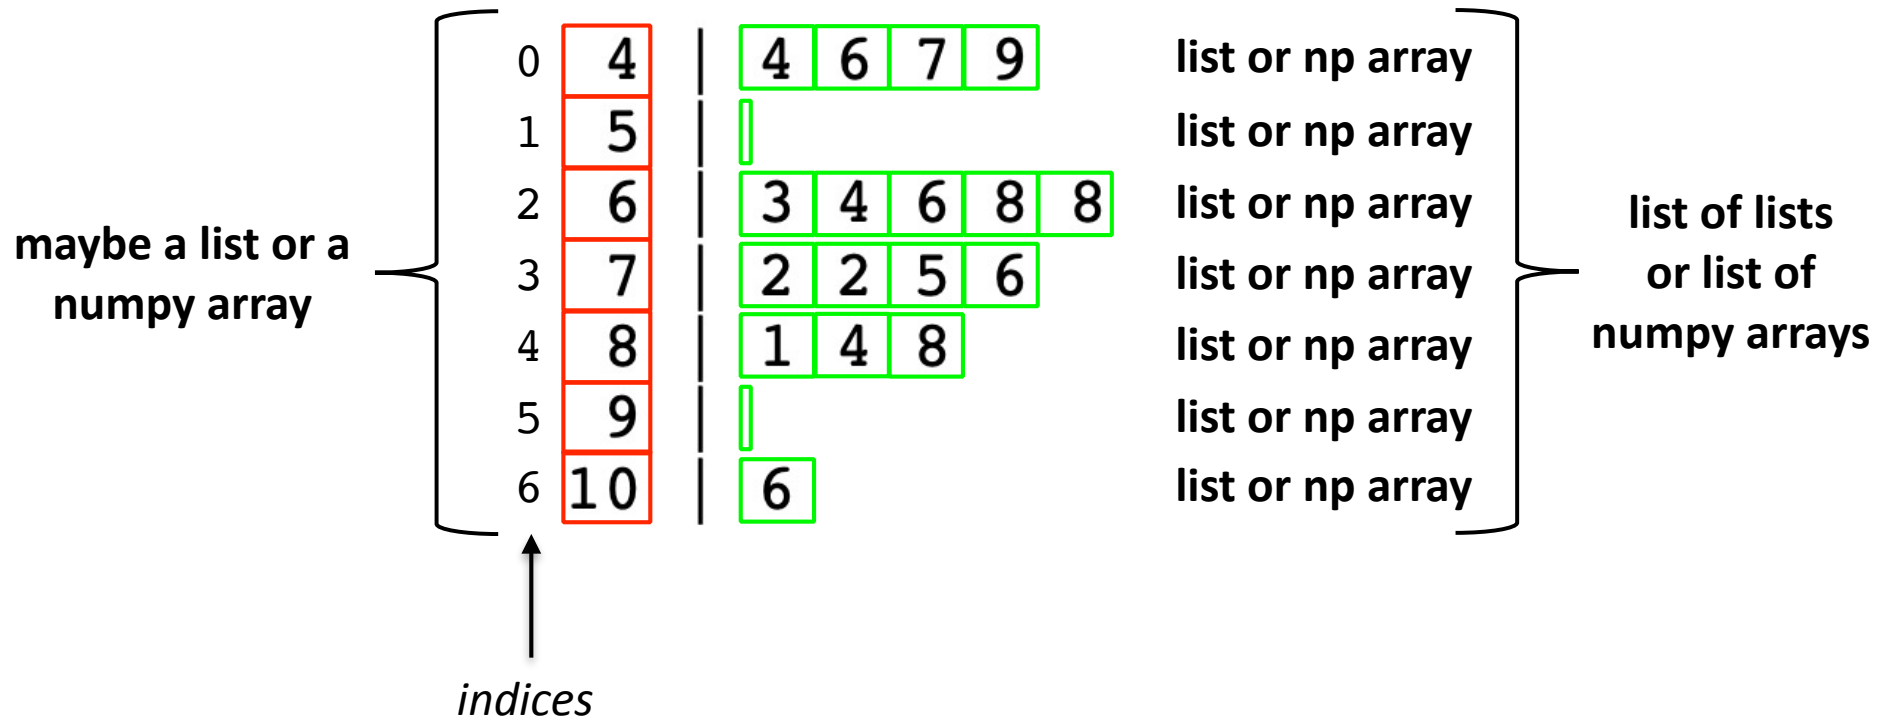 0 4 | 4 6 7 9 list or np array
1 5 | list or np array
2 6 | 3 4 6 8 8 list or np array
3 7 | 2 2 5 6 list or np array
4 8 | 1 4 8 list or np array
5 9 | list or np array
6 10 | 6 list or np array
maybe a list or a
numpy array
list of lists
or list of
numpy arrays
indices